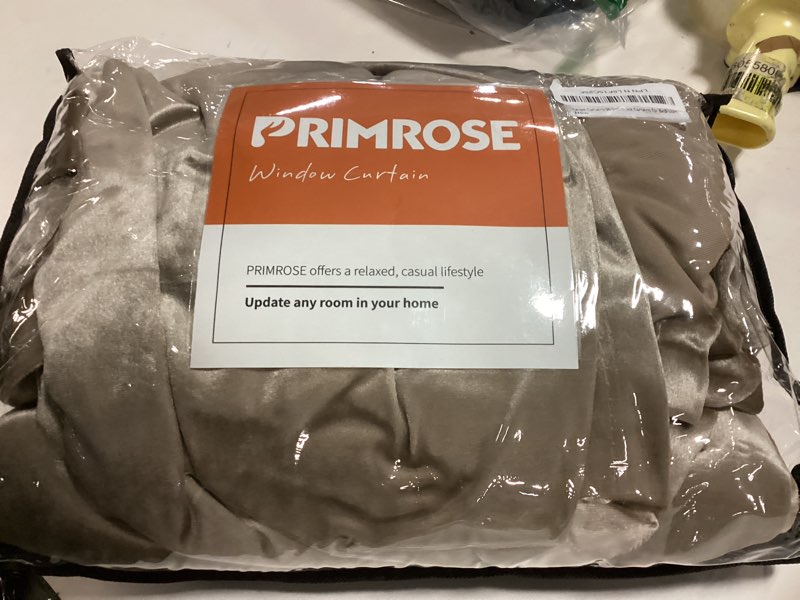 PRIMROSE
Window Curtain
PRIMROSE offers a relaxed, casual lifestyle
Update any room in your home